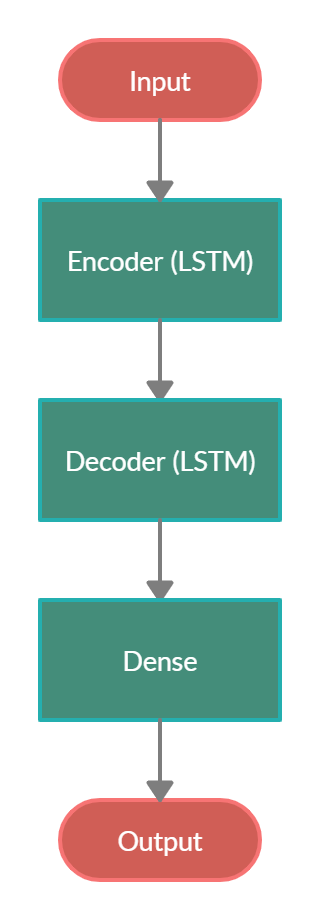 Input
Encoder (LSTM)
Decoder (LSTM)
Dense
Output